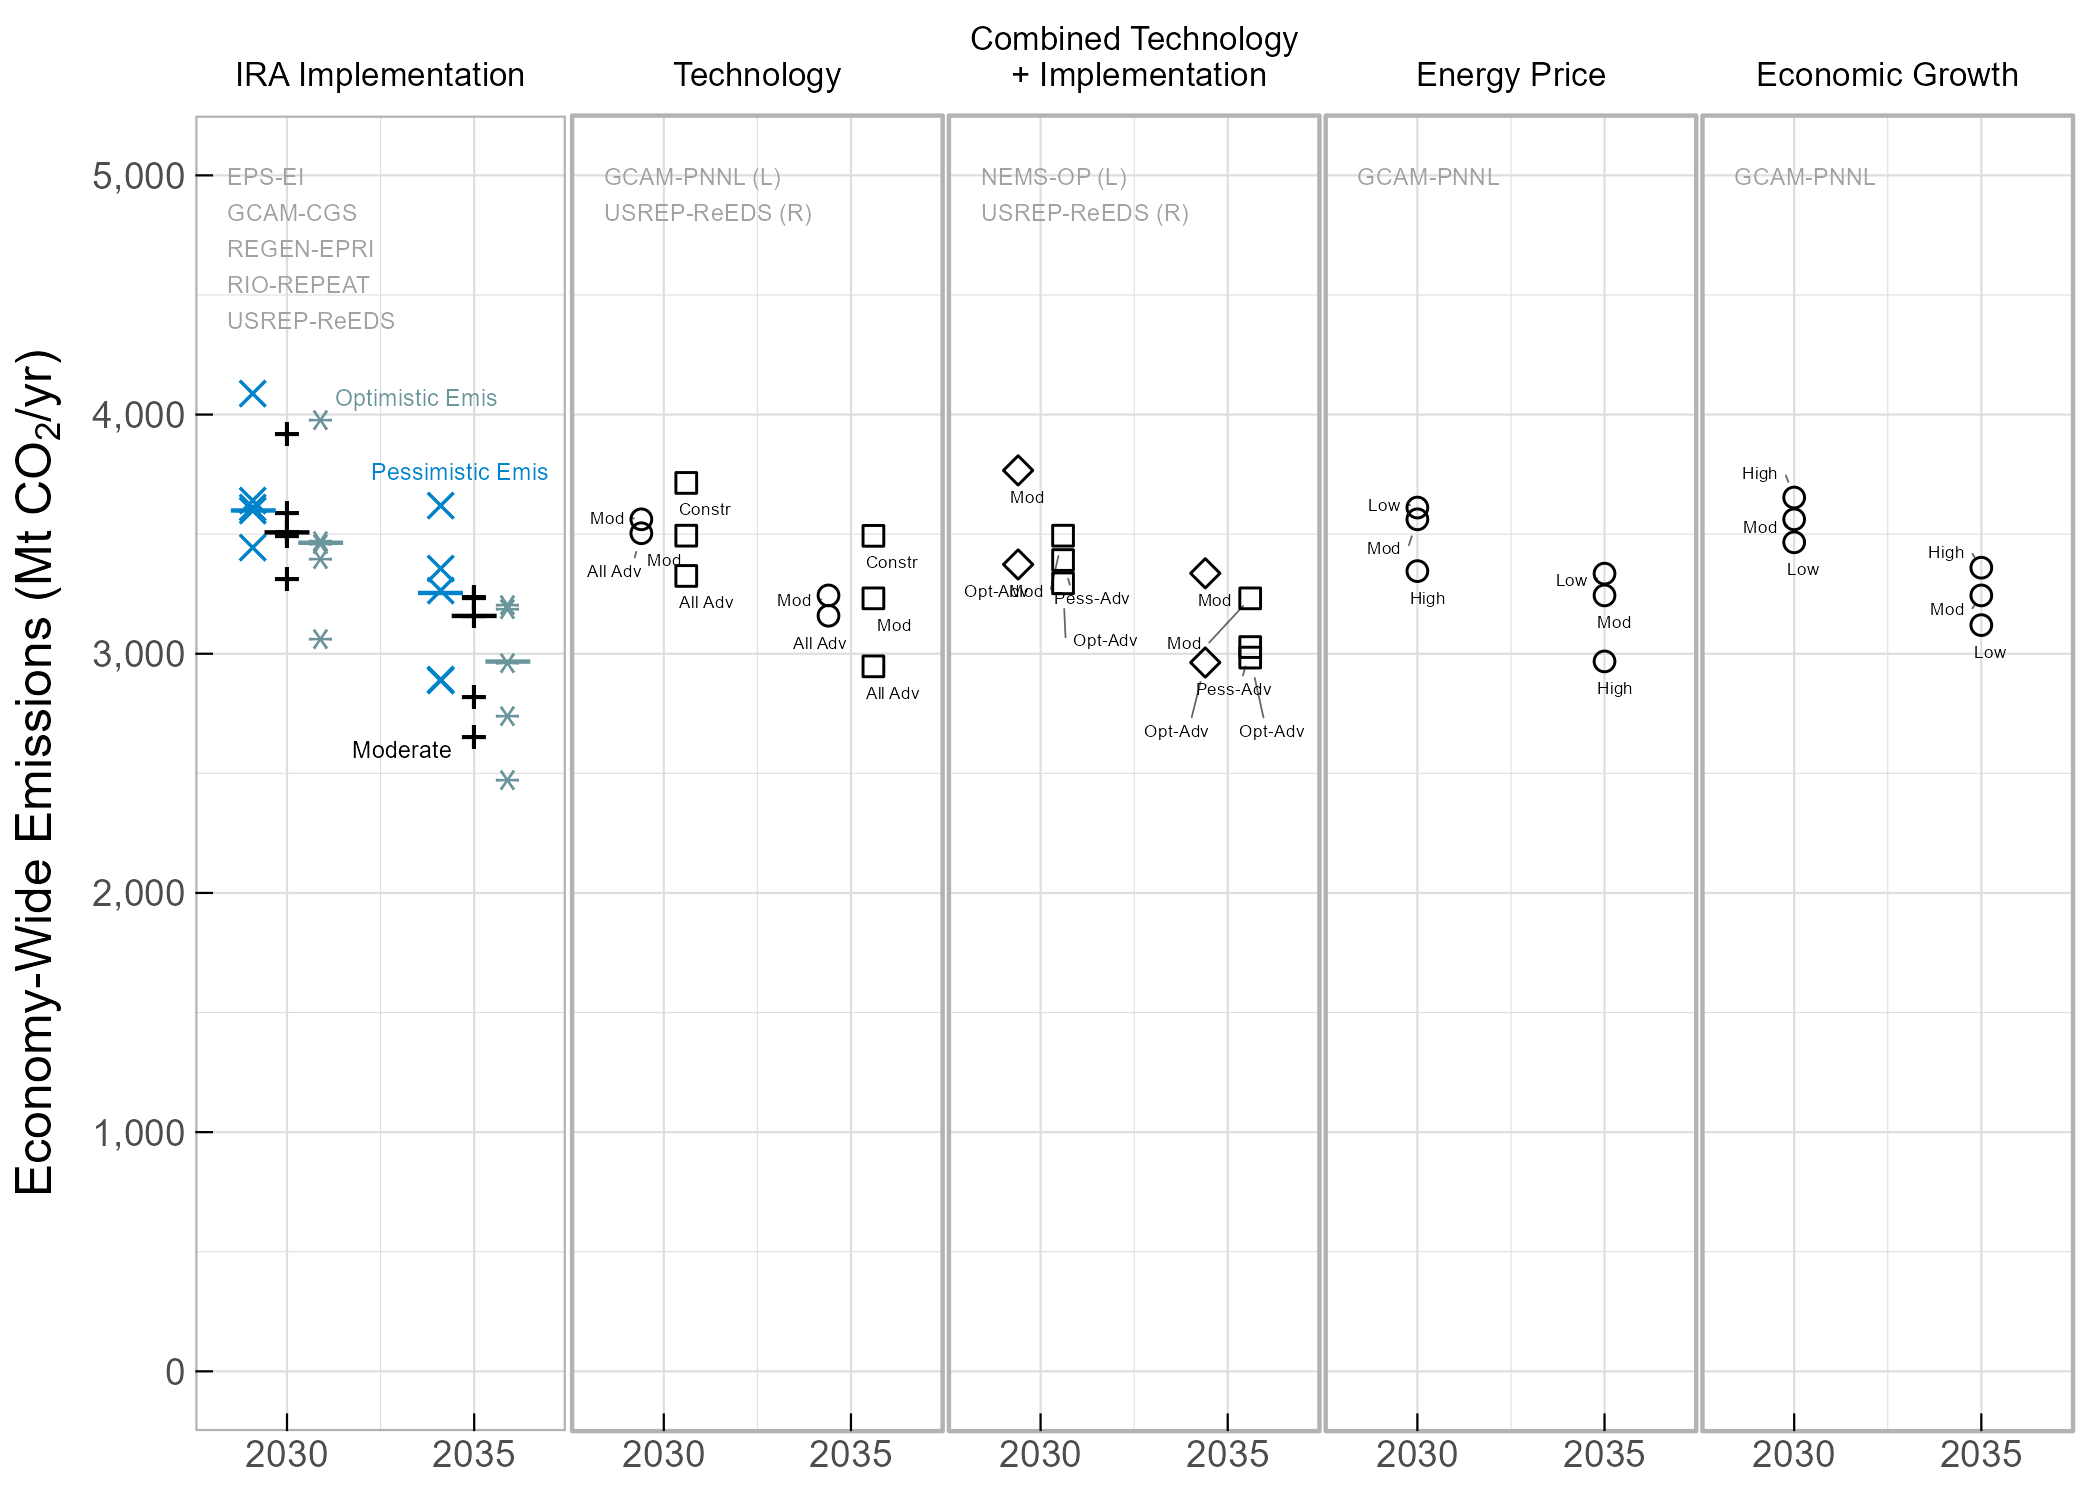 Combined Technology
IRA Implementation
Technology
+ Implementation
Energy Price
Economic Growth
Economy-Wide Emissions (Mt CO2/yr)
5,000
4,000
3,000
2,000
1,000
0
EPS-EI
GCAM-CGS
REGEN-EPRI
RIO-REPEAT
USREP-ReEDS
Optimistic Emis
Pessimistic Emis
Moderate
2030
2035
GCAM-PNNL (L)
USREP-ReEDS (R)
Constr
Mod
Mod
All Adv
All Adv
Constr
Mod
Mod
All Adv
All Adv
2030
2035
NEMS-OP (L)
USREP-ReEDS (R)
Mod
Opt-Adv
Mod
Pess-Adv
Opt-Adv
Mod
Mod
Pess-Adv
Opt-Adv
Opt-Adv
2030
2035
GCAM-PNNL
Low
Mod
High
Low
Mod
High
2030
2035
GCAM-PNNL
High
Mod
Low
High
Mod
Low
2030
2035